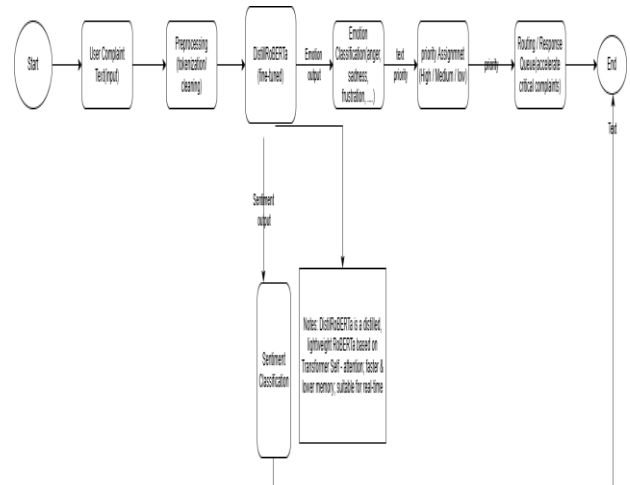 Start
User Complaint
Text(input)
Preprocessing
(tokenization/
cleaning)
DistilRoBERTa
(fine-tuned)
Emotion
output
Emotion
Classification(anger,
sadness,
frustration, ....)
text
priority
priority Assignmnet
(High / Medium / low)
priority
Routing / Response
Queue(accelerate
critical complaints)
End
Text
Sentiment
output
Sentiment
Classification
Notes: DistilRoBERTa is a distilled,
lightweight RoBERTa based on
Transformer Self - attention; faster &
lower memory; suitable for real-time